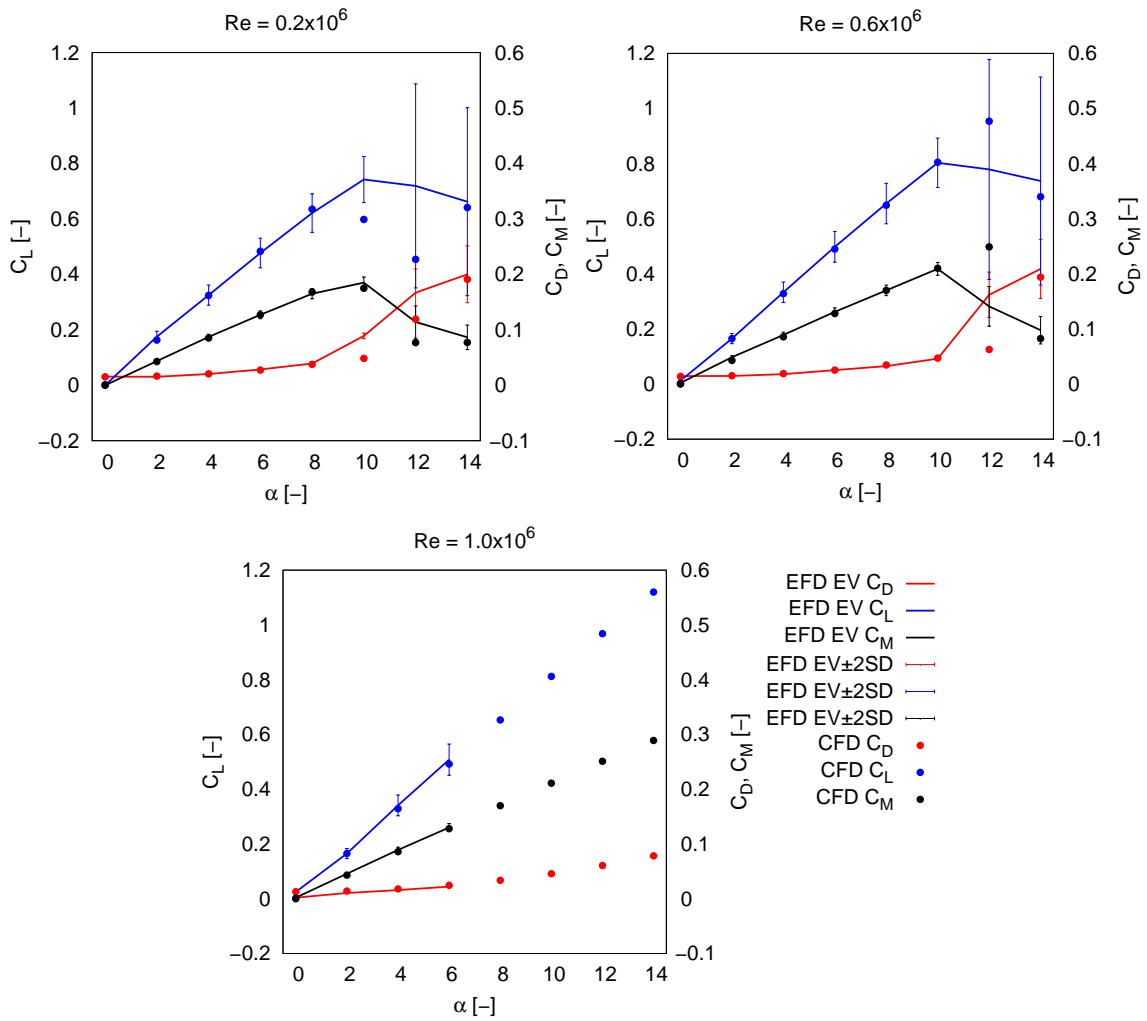 Re = 0.2x10⁶
1.2
1
0.8
0.6
0.4
0.2
0
−0.2
C_L [−]
0.6
0.5
0.4
0.3
0.2
0.1
0
−0.1
C_D, C_M [−]
0 2 4 6 8 10 12 14
α [−]
Re = 0.6x10⁶
1.2
1
0.8
0.6
0.4
0.2
0
−0.2
C_L [−]
0.6
0.5
0.4
0.3
0.2
0.1
0
−0.1
C_D, C_M [−]
0 2 4 6 8 10 12 14
α [−]
Re = 1.0x10⁶
1.2
1
0.8
0.6
0.4
0.2
0
−0.2
C_L [−]
0.6
0.5
0.4
0.3
0.2
0.1
0
−0.1
C_D, C_M [−]
0 2 4 6 8 10 12 14
α [−]
EFD EV C_D
EFD EV C_L
EFD EV C_M
EFD EV±2SD
EFD EV±2SD
EFD EV±2SD
CFD C_D
CFD C_L
CFD C_M